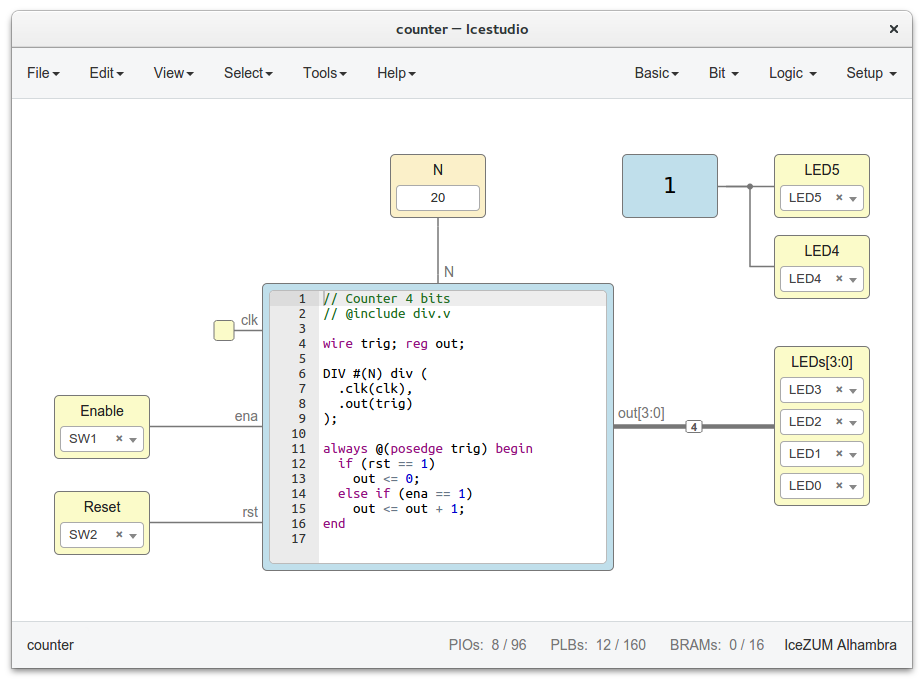 counter — Icestudio ×
File Edit View Select Tools Help Basic Bit Logic Setup
N
20
N
1
LED5
LED5 ×
LED4
LED4 ×
clk
Enable
SW1 ×
ena
Reset
SW2 ×
rst
1 // Counter 4 bits
2 // @include div.v
3
4 wire trig; reg out;
5
6 DIV #(N) div (
7 .clk(clk),
8 .out(trig)
9 );
10
11 always @(posedge trig) begin
12 if (rst == 1)
13 out <= 0;
14 else if (ena == 1)
15 out <= out + 1;
16 end
17
out[3:0]
4
LEDs[3:0]
LED3 ×
LED2 ×
LED1 ×
LED0 ×
counter PIOs: 8 / 96 PLBs: 12 / 160 BRAMs: 0 / 16 IceZUM Alhambra